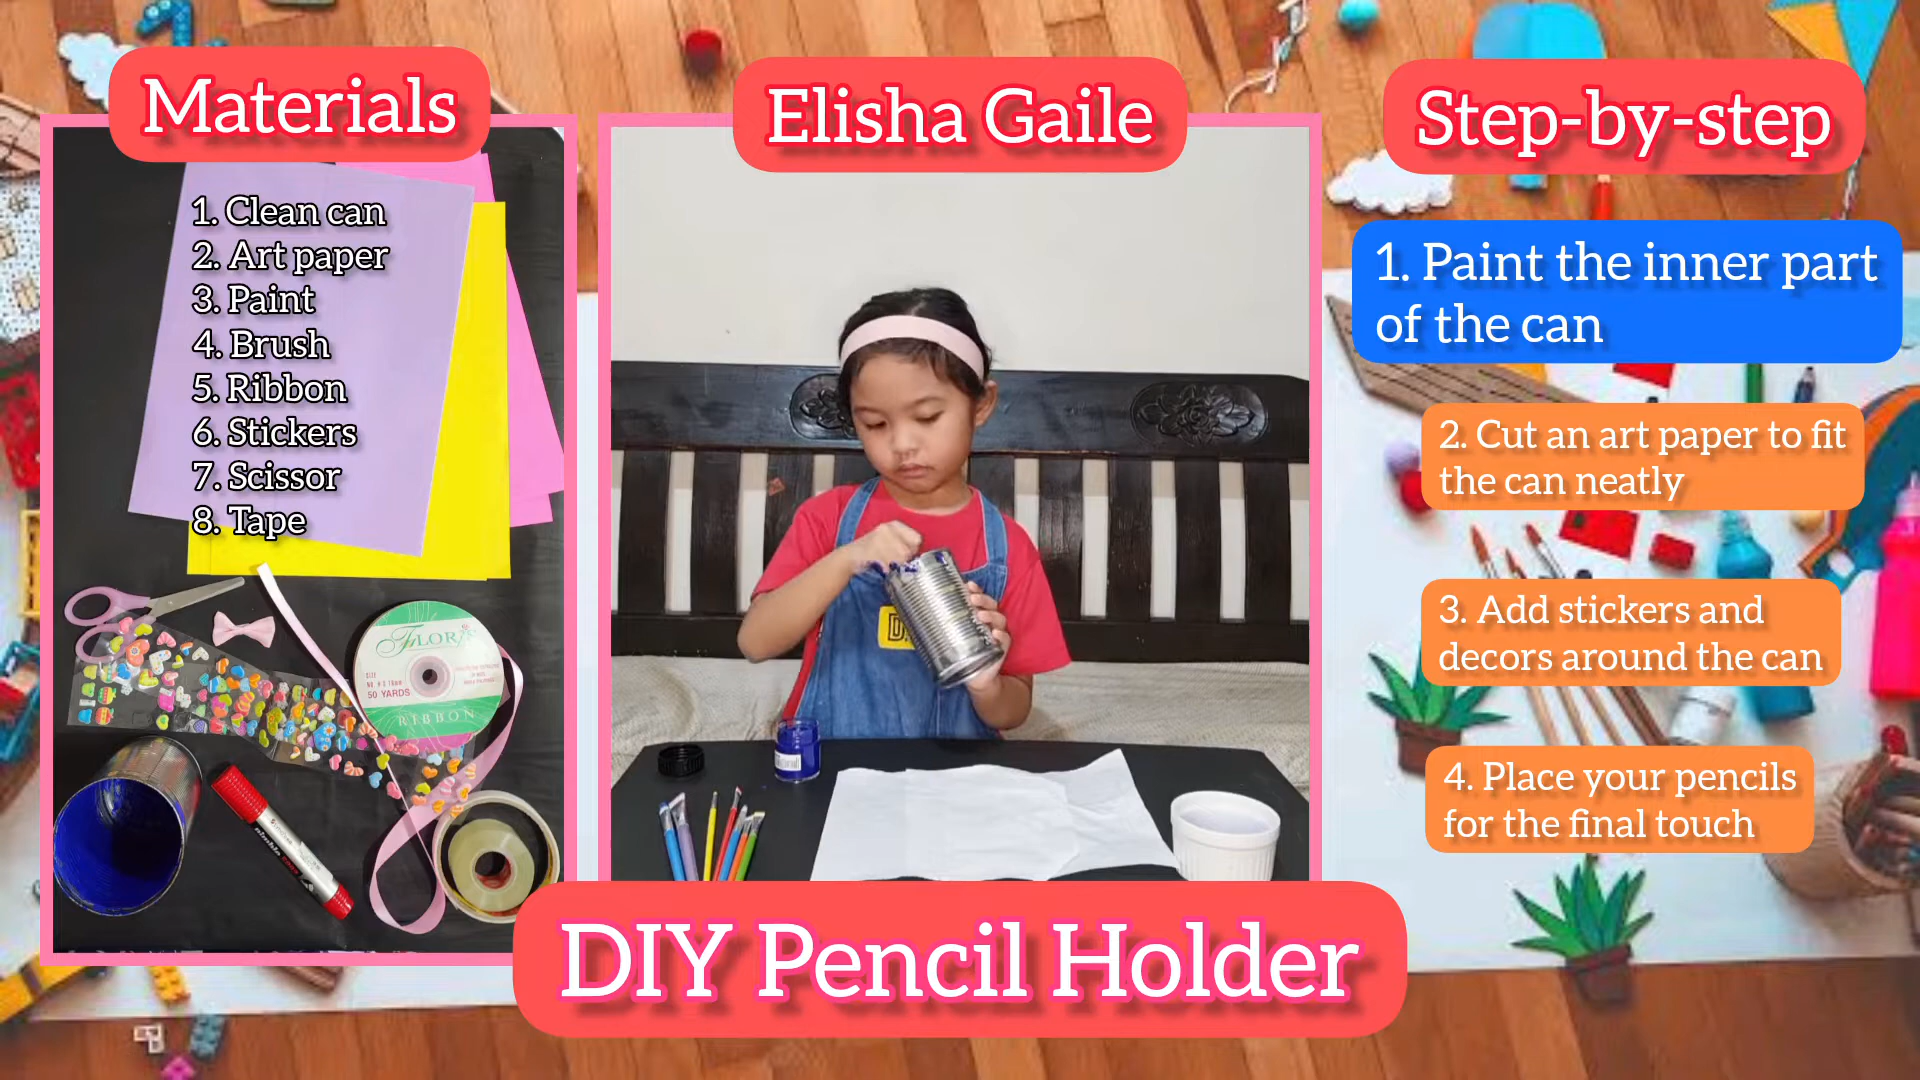 Materials
1. Clean can
2. Art paper
3. Paint
4. Brush
5. Ribbon
6. Stickers
7. Scissor
8. Tape
FLORA
SIZE
50 YARDS
RIBBON
Elisha Gaile
D
DIY Pencil Holder
Step-by-step
1. Paint the inner part
of the can
2. Cut an art paper to fit
the can neatly
3. Add stickers and
decors around the can
4. Place your pencils
for the final touch